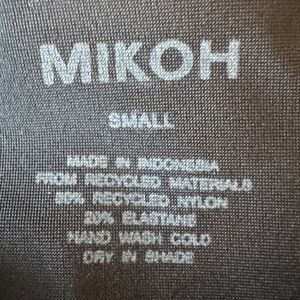 MIKOH
SMALL
MADE IN INDONESIA
FROM RECYCLED MATERIALS
80% RECYCLED NYLON
20% ELASTANE
HAND WASH COLD
DRY IN SHADE